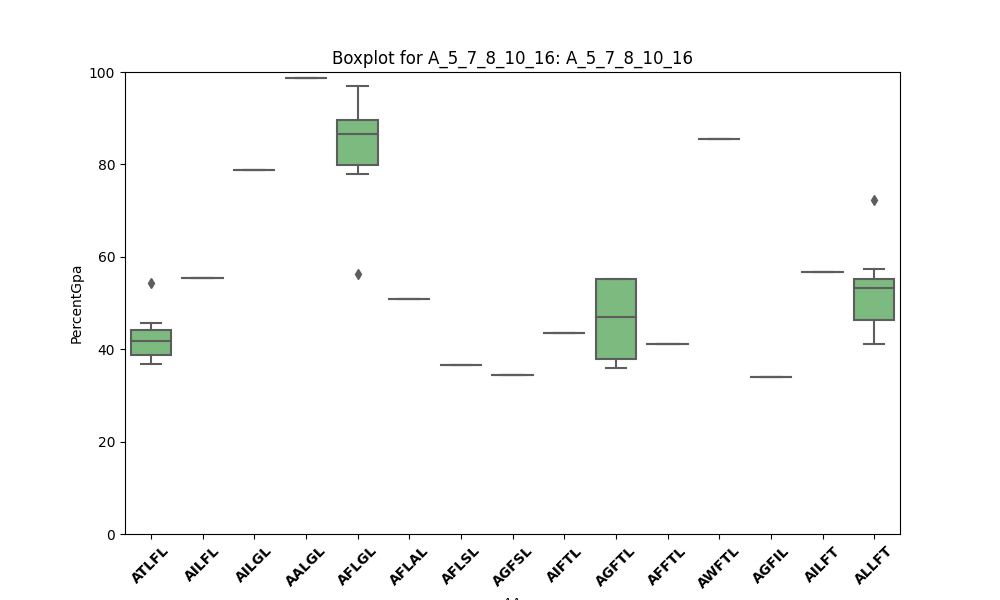 Boxplot for A_5_7_8_10_16: A_5_7_8_10_16
100
80
60
40
20
0
PercentGpa
ATLFL
AILFL
AILGL
AALGL
AFLGL
AFLAL
AFLSL
AGFSL
AIFTL
AGFTL
AFFTL
AWFTL
AGFIL
AILFT
ALLFT